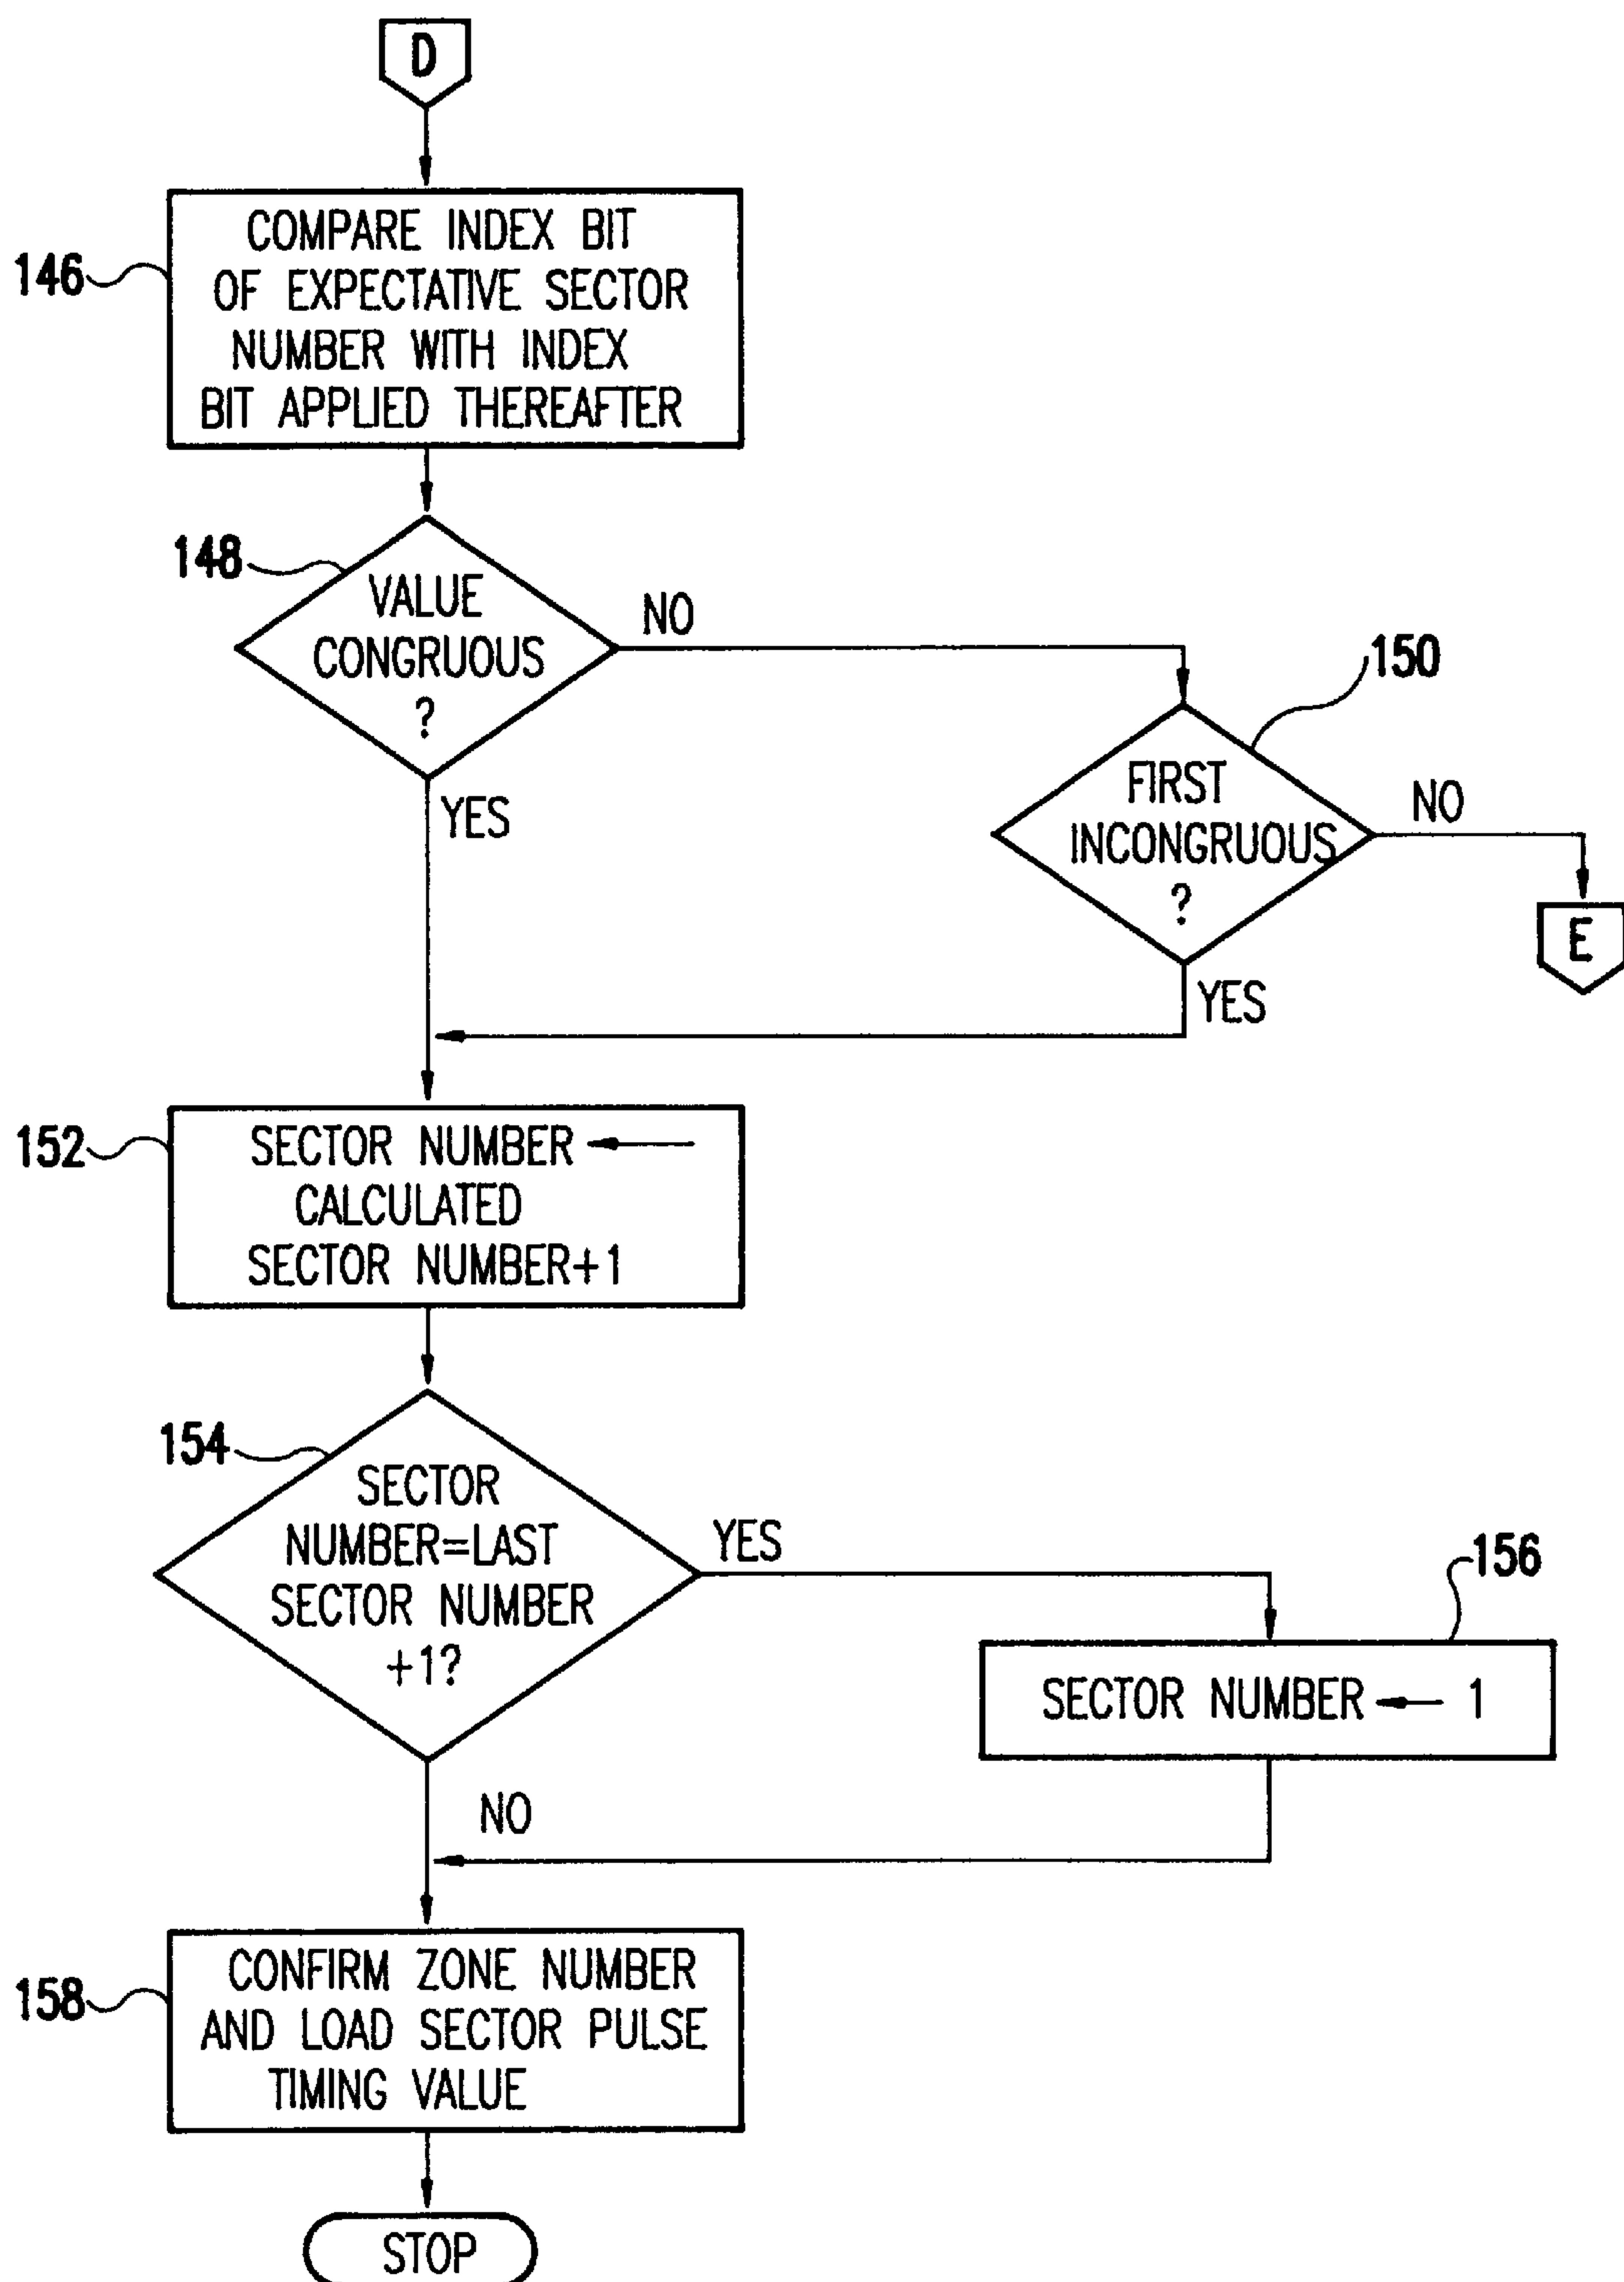 D
COMPARE INDEX BIT
OF EXPECTATIVE SECTOR
NUMBER WITH INDEX
BIT APPLIED THEREAFTER
146
148
VALUE
CONGRUOUS
?
NO
YES
150
FIRST
INCONGRUOUS
?
NO
E
YES
152
SECTOR NUMBER ←
CALCULATED
SECTOR NUMBER+1
154
SECTOR
NUMBER=LAST
SECTOR NUMBER
+1?
YES
156
SECTOR NUMBER ← 1
NO
158
CONFIRM ZONE NUMBER
AND LOAD SECTOR PULSE
TIMING VALUE
STOP